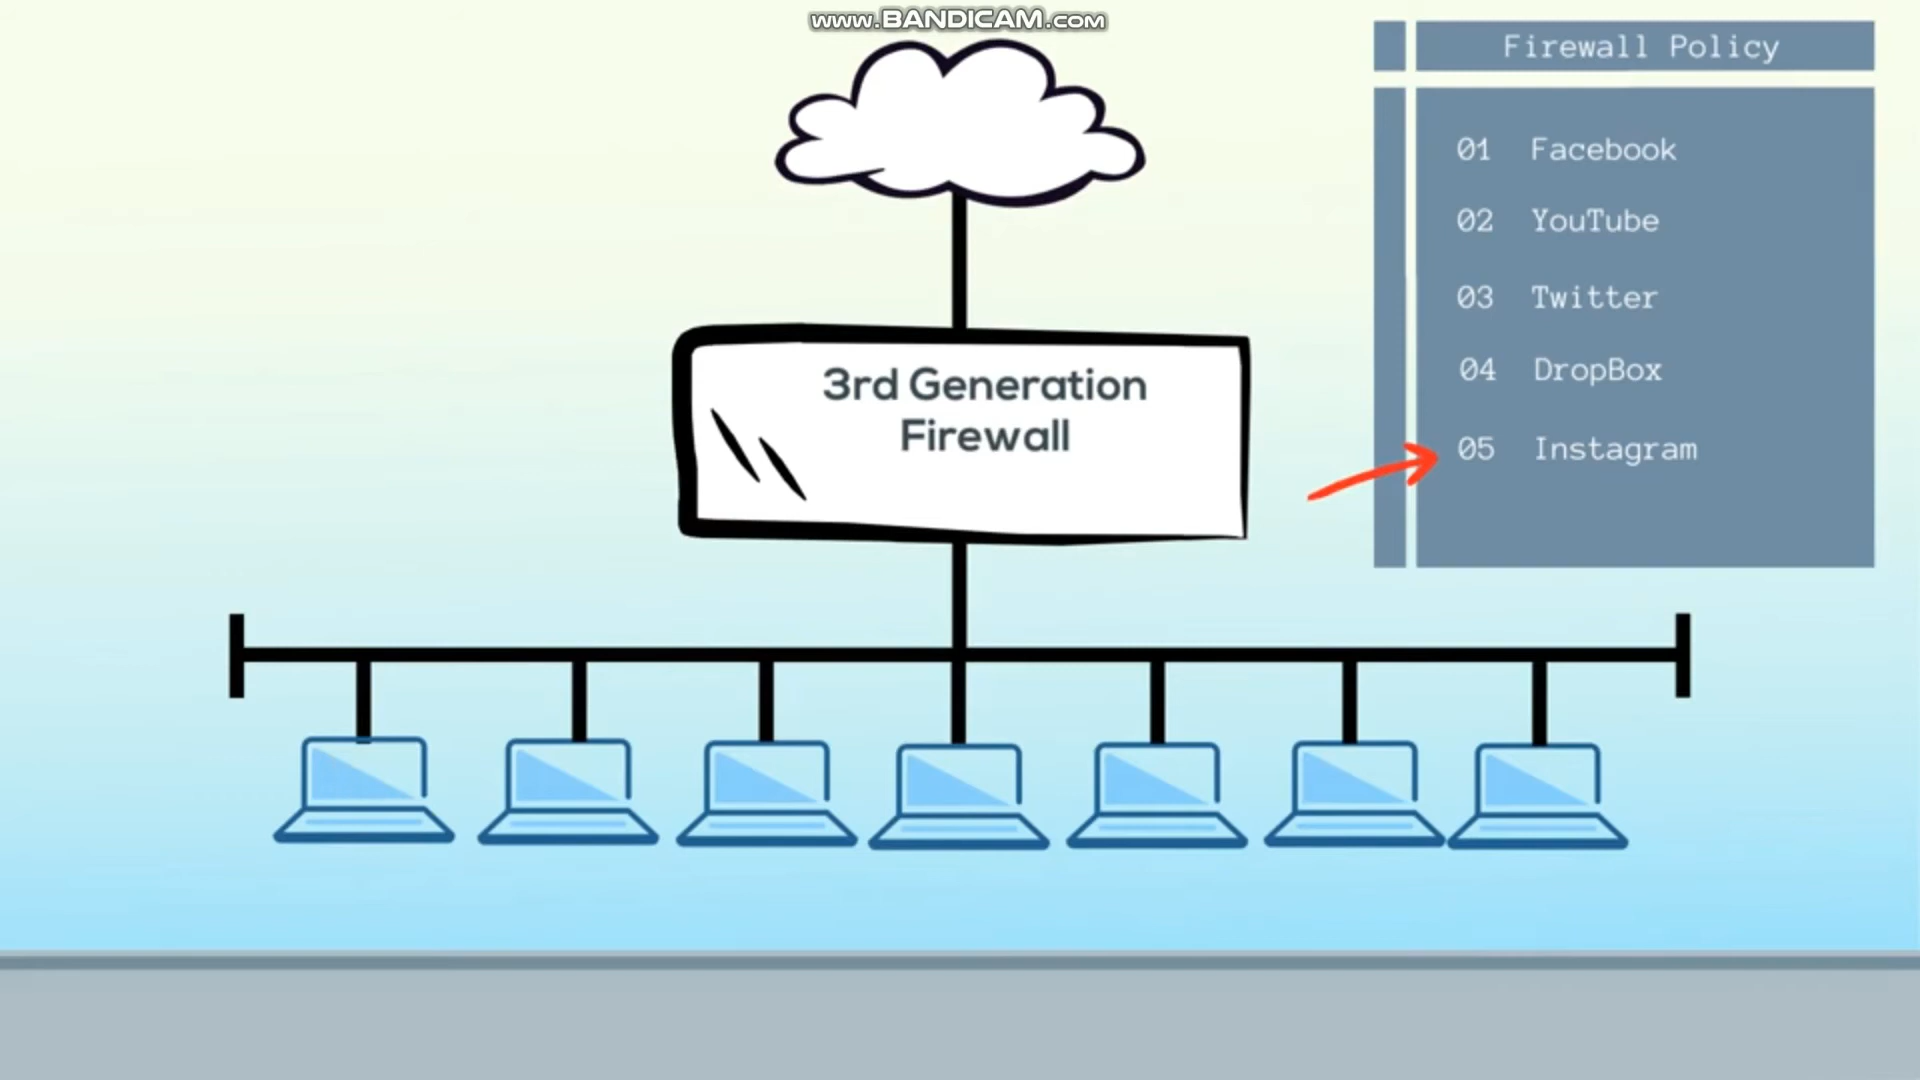 www.BANDICAM.com
Firewall Policy
01 Facebook
02 YouTube
03 Twitter
04 DropBox
05 Instagram
3rd Generation
Firewall